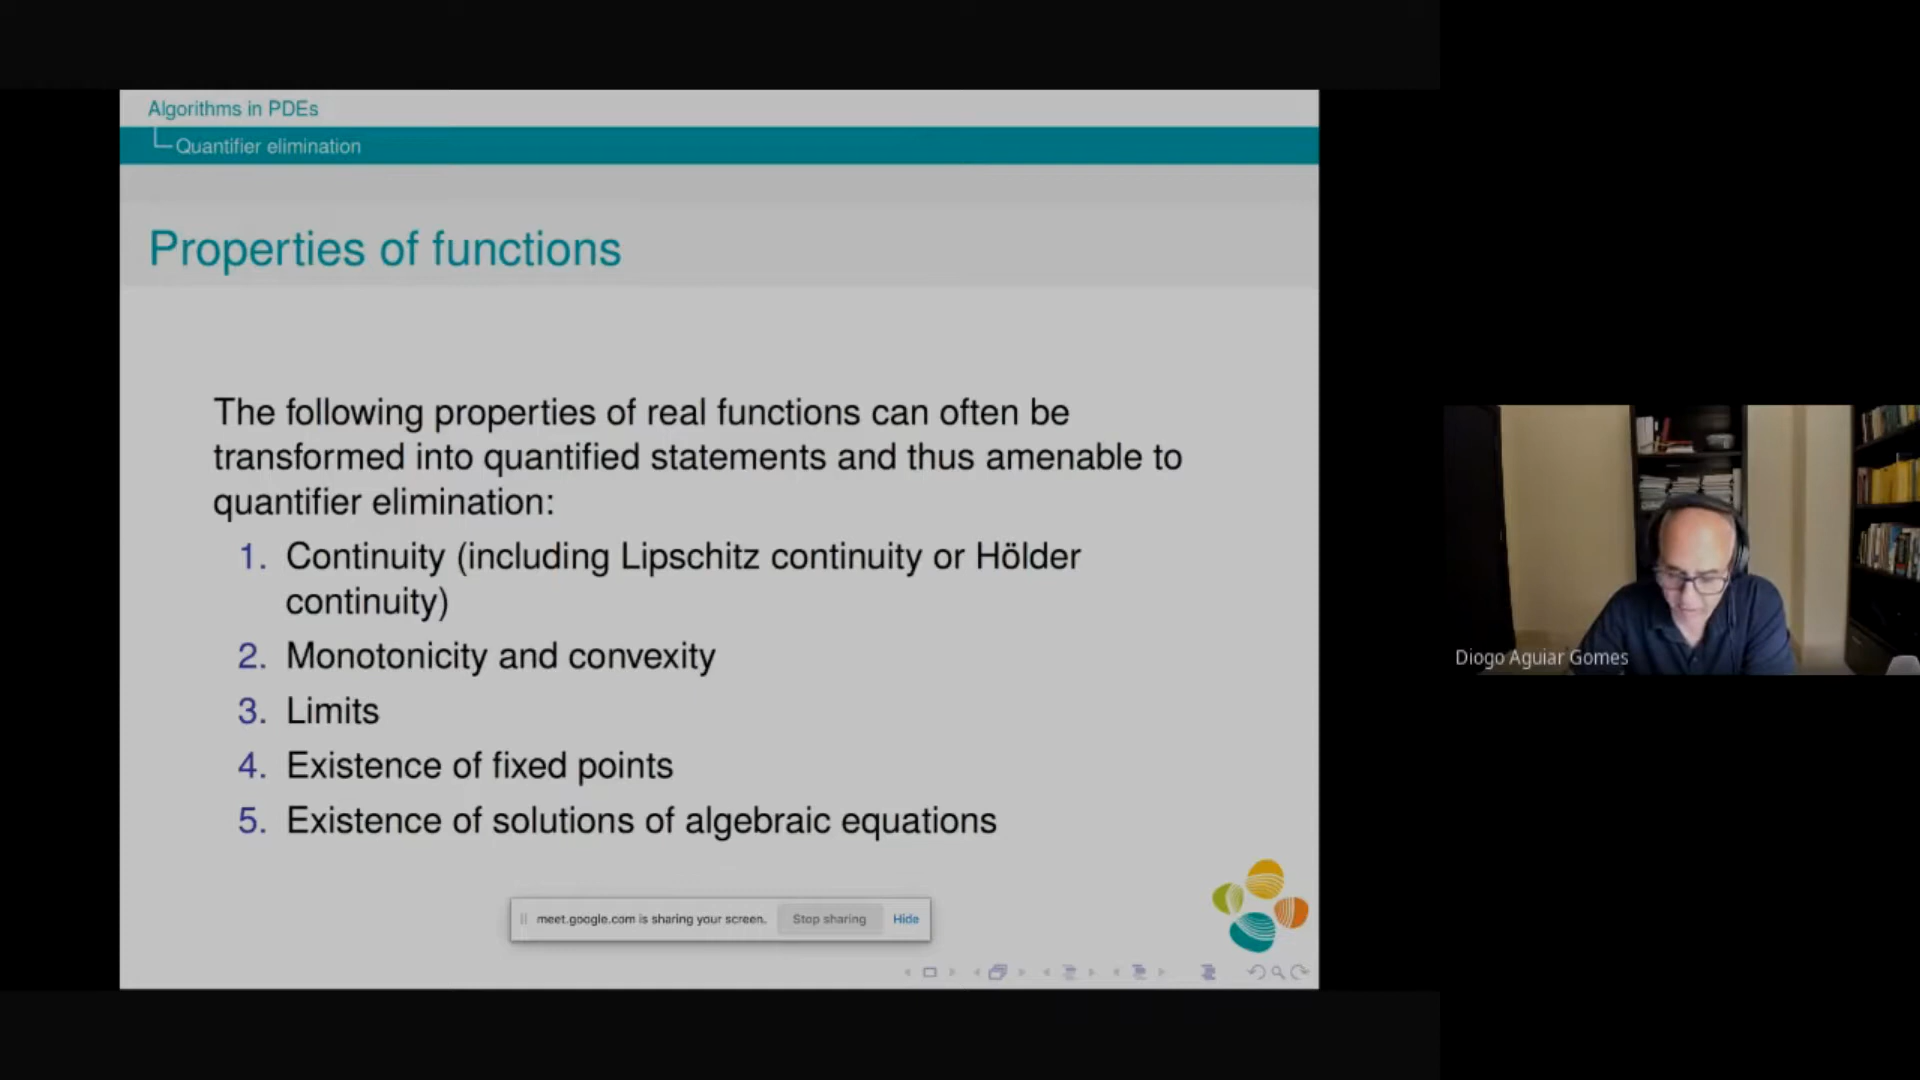 Algorithms in PDEs
Quantifier elimination
Properties of functions
The following properties of real functions can often be
transformed into quantified statements and thus amenable to
quantifier elimination:
1. Continuity (including Lipschitz continuity or Hölder
continuity)
2. Monotonicity and convexity
3. Limits
4. Existence of fixed points
5. Existence of solutions of algebraic equations
meet.google.com is sharing your screen. Stop sharing Hide
Diogo Aguiar Gomes